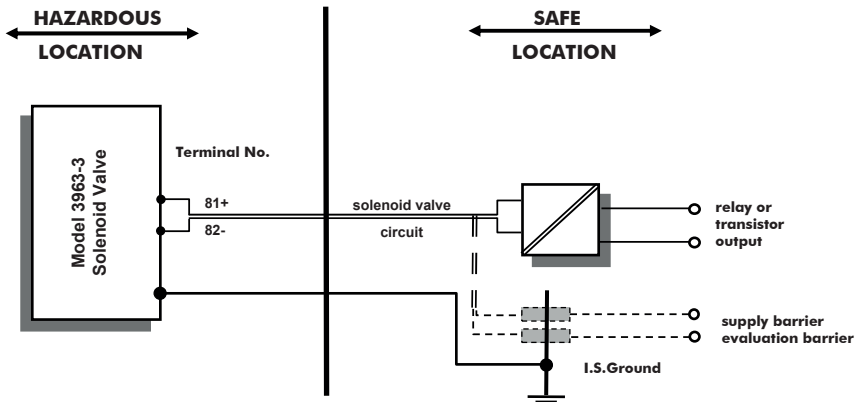 HAZARDOUS
LOCATION
SAFE
LOCATION
Model 3963-3
Solenoid Valve
Terminal No.
81+
82-
solenoid valve
circuit
relay or
transistor
output
supply barrier
evaluation barrier
I.S.Ground